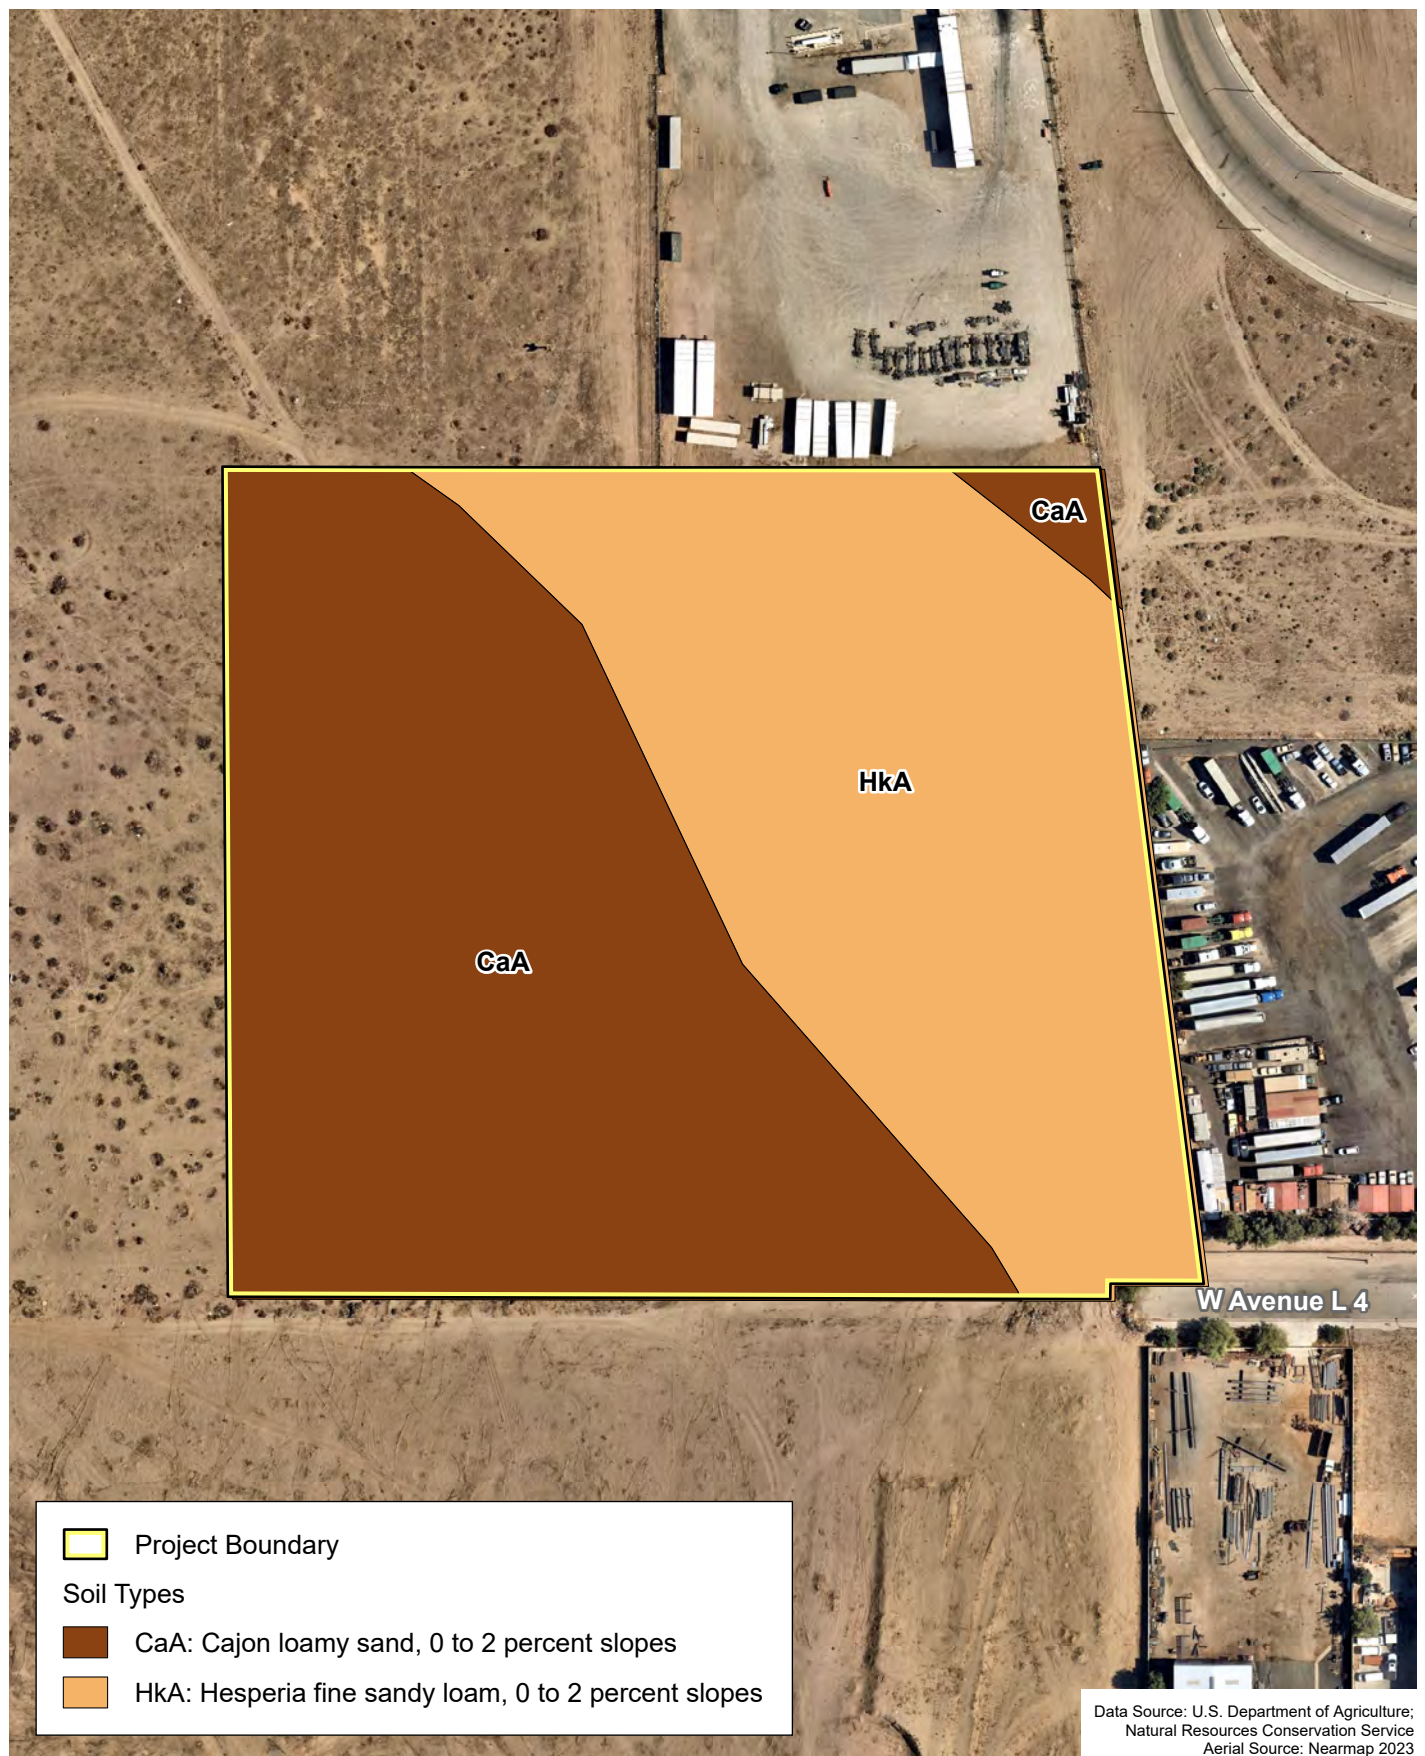 CaA
HkA
CaA
W Avenue L 4
Project Boundary
Soil Types
CaA: Cajon loamy sand, 0 to 2 percent slopes
HkA: Hesperia fine sandy loam, 0 to 2 percent slopes
Data Source: U.S. Department of Agriculture;
Natural Resources Conservation Service
Aerial Source: Nearmap 2023